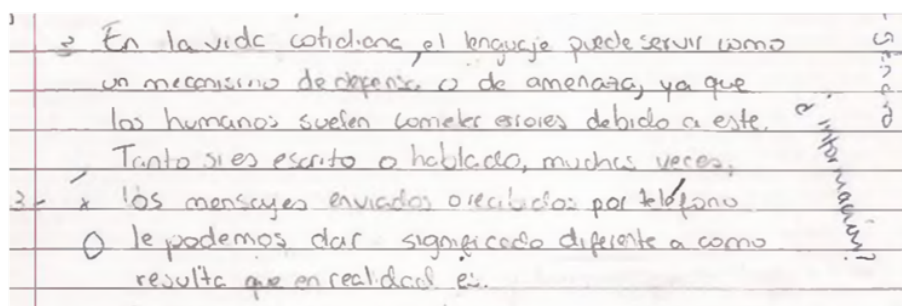 3 En la vida cotidiana, el lenguaje puede servir como
un mecanismo de defensa o de amenaza, ya que
los humanos suelen cometer errores debido a este.
Tanto si es escrito o hablado, muchas veces,
3- x los mensajes enviados o recibidos por teléfono
O le podemos dar significado diferente a como
resulta que en realidad es.
información?